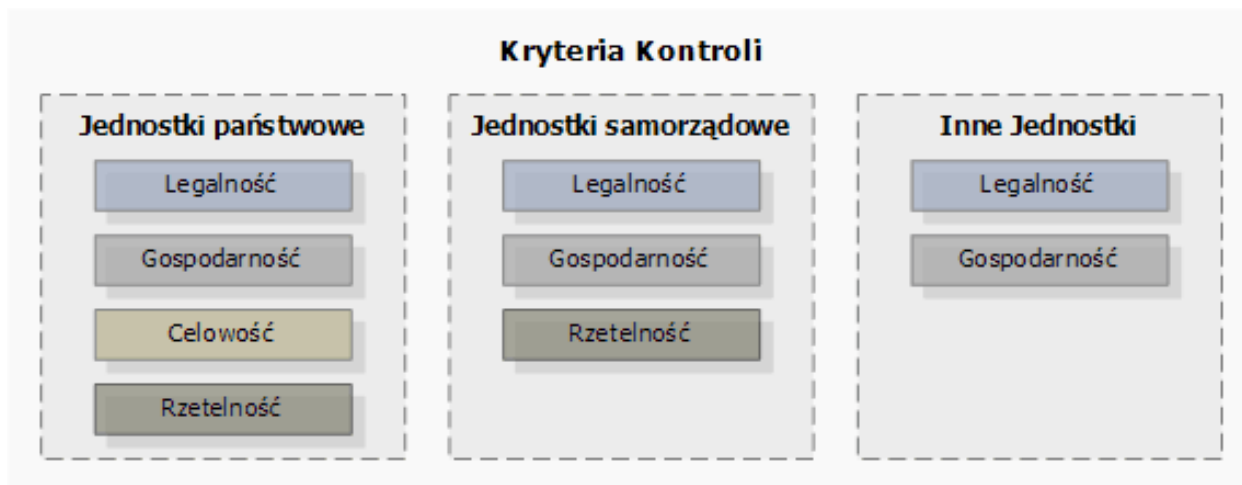 Kryteria Kontroli
Jednostki państwowe
Legalność
Gospodarność
Celowość
Rzetelność
Jednostki samorządowe
Legalność
Gospodarność
Rzetelność
Inne Jednostki
Legalność
Gospodarność